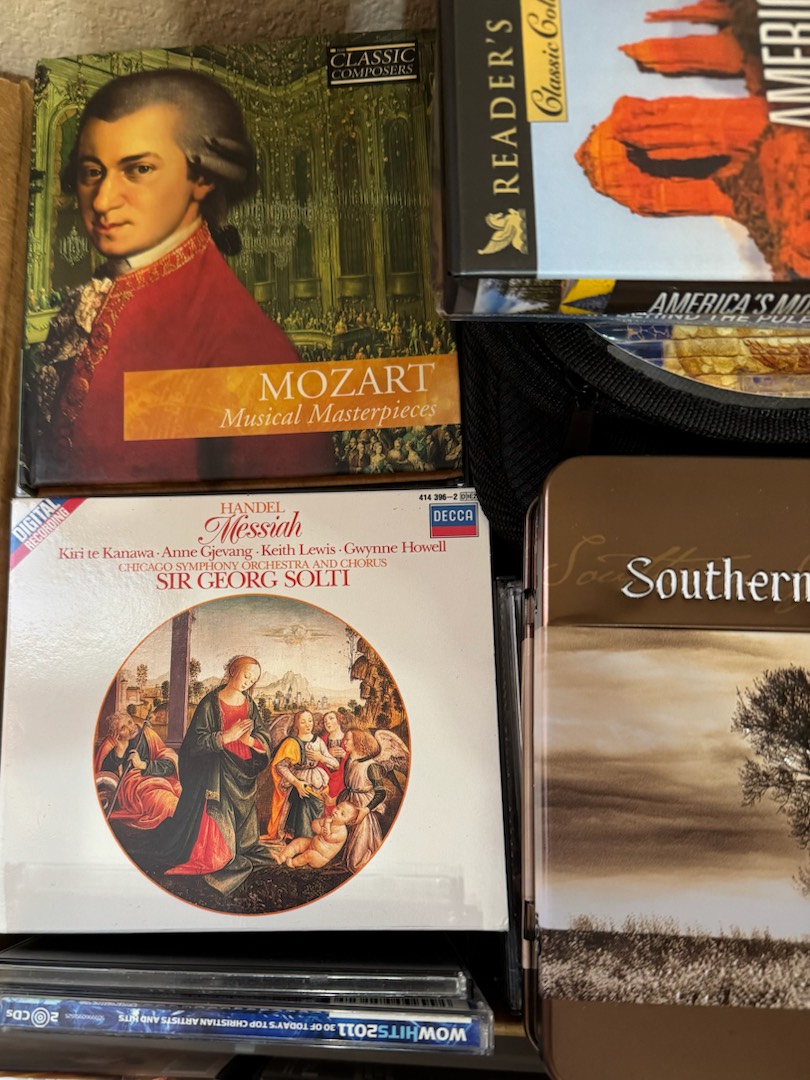 CLASSIC
COMPOSERS
MOZART
Musical Masterpieces
READER'S
Classic
AMERI
AMERICA'S
DIGITAL
RECORDING
414 396-2
DECCA
HANDEL
Messiah
Kiri te Kanawa · Anne Gjevang · Keith Lewis · Gwynne Howell
CHICAGO SYMPHONY ORCHESTRA AND CHORUS
SIR GEORG SOLTI
Southern
WOW HITS 2011 30 OF TODAY'S TOP CHRISTIAN ARTISTS AND HITS
2 CDs